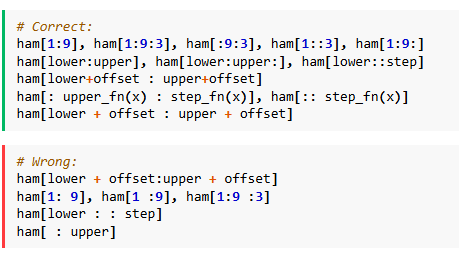 # Correct:
ham[1:9], ham[1:9:3], ham[:9:3], ham[1::3], ham[1:9:]
ham[lower:upper], ham[lower:upper:], ham[lower::step]
ham[lower+offset : upper+offset]
ham[: upper_fn(x) : step_fn(x)], ham[:: step_fn(x)]
ham[lower + offset : upper + offset]
# Wrong:
ham[lower + offset:upper + offset]
ham[1: 9], ham[1 :9], ham[1:9 :3]
ham[lower : : step]
ham[ : upper]